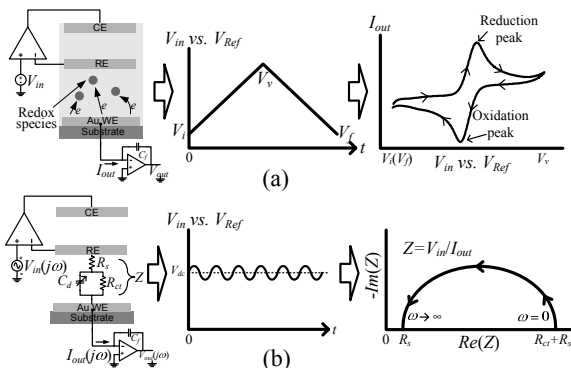 CE
RE
+
-
V_in
Redox species
e
e
e
Au WE
Substrate
I_out
C_f
V_out
V_in vs. V_Ref
V_v
V_i
V_f
t
I_out
Reduction peak
Oxidation peak
V_i(V_f)
V_in vs. V_Ref
V_v
(a)
CE
RE
+
-
V_in(jω)
R_s
C_d
R_ct
Z
Au WE
Substrate
I_out(jω)
C_f
V_out(jω)
V_in vs. V_Ref
V_dc
t
-Im(Z)
Z=V_in/I_out
ω→∞
ω=0
0
R_s
Re(Z)
R_ct+R_s
(b)